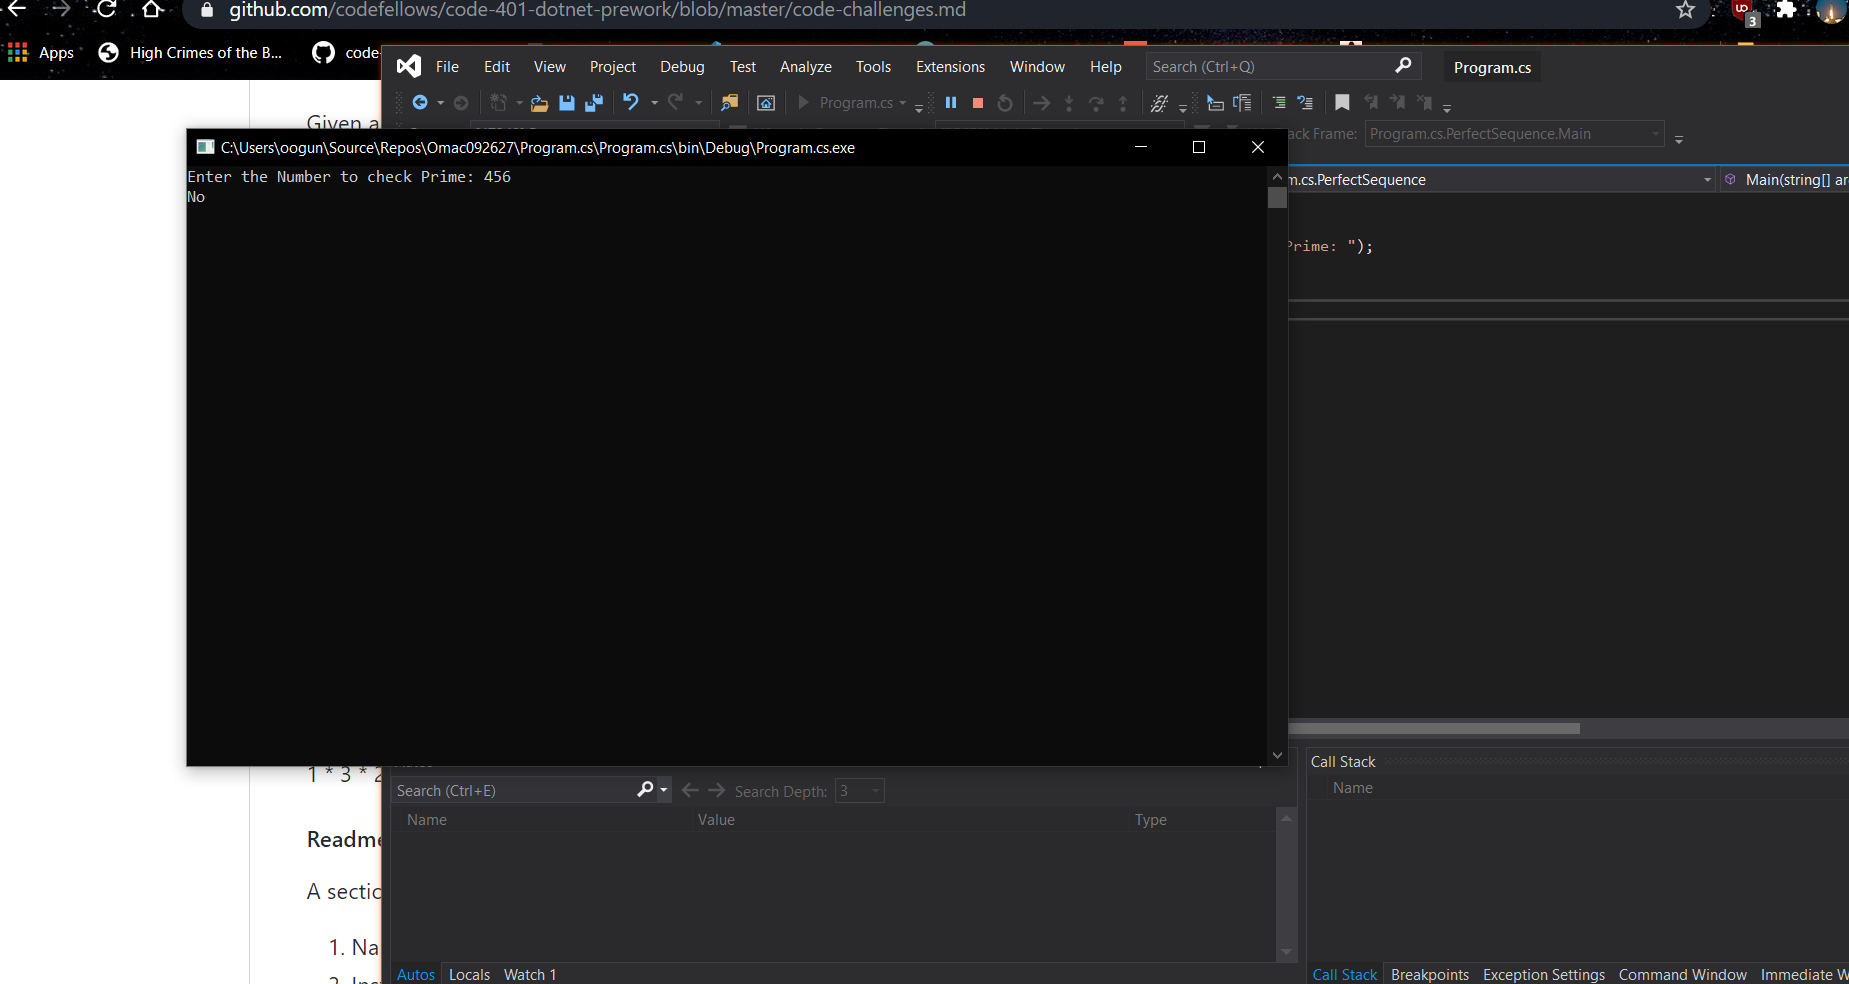 github.com/codefellows/code-401-dotnet-prework/blob/master/code-challenges.md
3
Apps High Crimes of the B... code-
File Edit View Project Debug Test Analyze Tools Extensions Window Help Search (Ctrl+Q) Program.cs
Program.cs
Given a
ck Frame: Program.cs.PerfectSequence.Main
C:\Users\oogun\Source\Repos\Omac092627\Program.cs\Program.cs\bin\Debug\Program.cs.exe
Enter the Number to check Prime: 456
No
m.cs.PerfectSequence Main(string[] ar
Prime: ");
1 * 3 * 2
Call Stack
Search (Ctrl+E) Search Depth: 3
Name
Name Value Type
Readme
A sectio
1. Na
Autos Locals Watch 1
Call Stack Breakpoints Exception Settings Command Window Immediate W